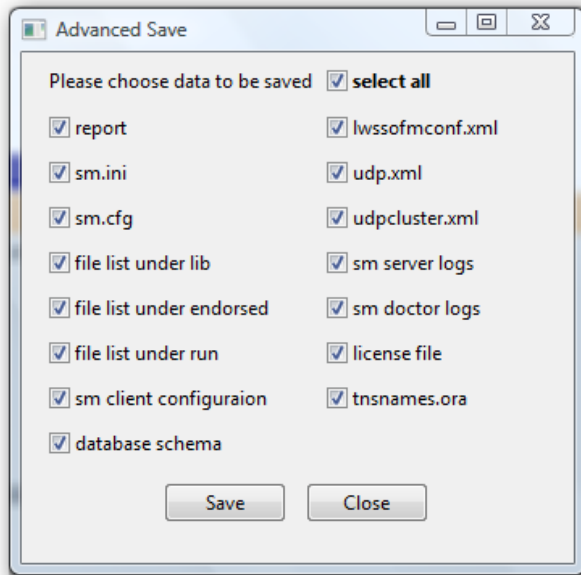 Advanced Save
Please choose data to be saved select all
report lwssofmconf.xml
sm.ini udp.xml
sm.cfg udpcluster.xml
file list under lib sm server logs
file list under endorsed sm doctor logs
file list under run license file
sm client configuraion tnsnames.ora
database schema
Save Close